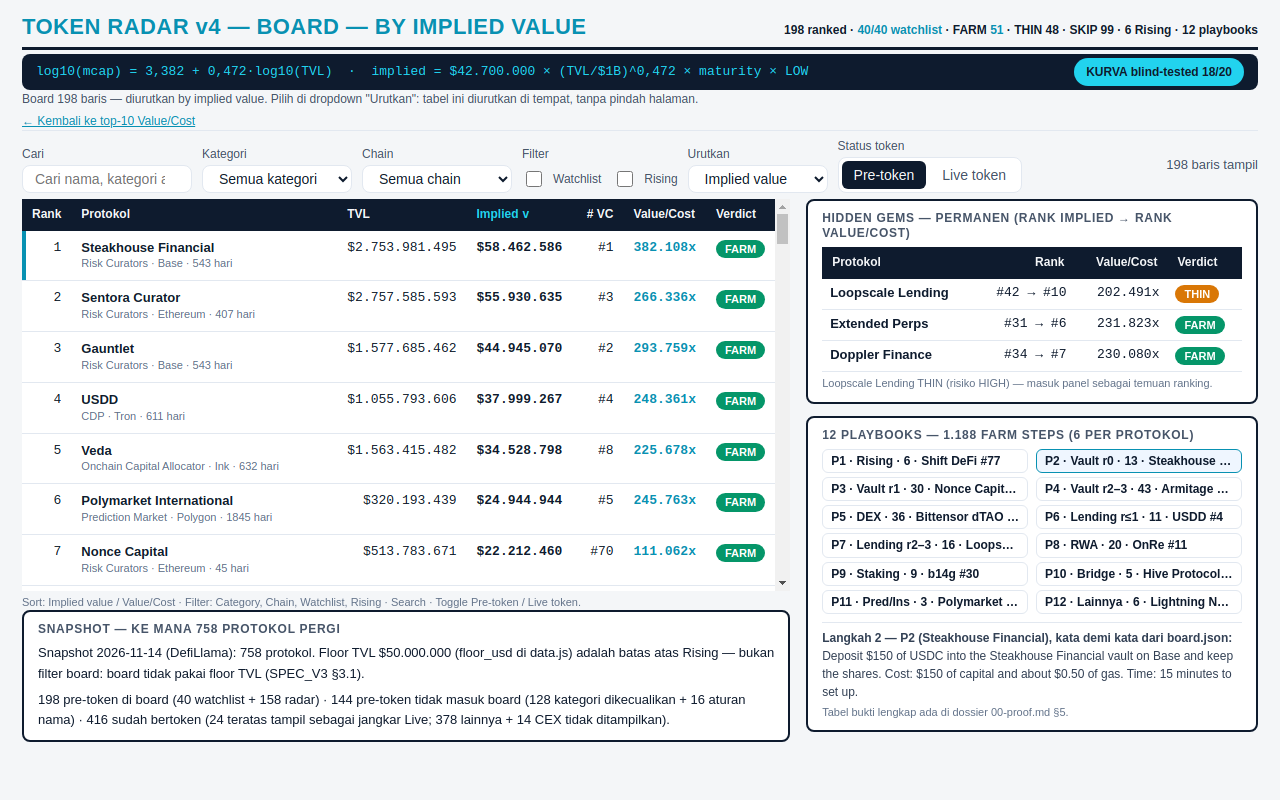 TOKEN RADAR v4 — BOARD — BY IMPLIED VALUE
198 ranked · 40/40 watchlist · FARM 51 · THIN 48 · SKIP 99 · 6 Rising · 12 playbooks
log10(mcap) = 3,382 + 0,472·log10(TVL) · implied = $42.700.000 × (TVL/$1B)^0,472 × maturity × LOW
KURVA blind-tested 18/20
Board 198 baris — diurutkan by implied value. Pilih di dropdown "Urutkan": tabel ini diurutkan di tempat, tanpa pindah halaman.
← Kembali ke top-10 Value/Cost
Cari Kategori Chain Filter Urutkan Status token
Cari nama, kategori Semua kategori Semua chain Watchlist Rising Implied value Pre-token Live token
198 baris tampil
Rank Protokol TVL Implied v # VC Value/Cost Verdict
1 Steakhouse Financial $2.753.981.495 $58.462.586 #1 382.108x FARM
Risk Curators · Base · 543 hari
2 Sentora Curator $2.757.585.593 $55.930.635 #3 266.336x FARM
Risk Curators · Ethereum · 407 hari
3 Gauntlet $1.577.685.462 $44.945.070 #2 293.759x FARM
Risk Curators · Base · 543 hari
4 USDD $1.055.793.606 $37.999.267 #4 248.361x FARM
CDP · Tron · 611 hari
5 Veda $1.563.415.482 $34.528.798 #8 225.678x FARM
Onchain Capital Allocator · Ink · 632 hari
6 Polymarket International $320.193.439 $24.944.944 #5 245.763x FARM
Prediction Market · Polygon · 1845 hari
7 Nonce Capital $513.783.671 $22.212.460 #70 111.062x FARM
Risk Curators · Ethereum · 45 hari
Sort: Implied value / Value/Cost · Filter: Category, Chain, Watchlist, Rising · Search · Toggle Pre-token / Live token.
SNAPSHOT — KE MANA 758 PROTOKOL PERGI
Snapshot 2026-11-14 (DefiLlama): 758 protokol. Floor TVL $50.000.000 (floor_usd di data.js) adalah batas atas Rising — bukan
filter board: board tidak pakai floor TVL (SPEC_V3 §3.1).
198 pre-token di board (40 watchlist + 158 radar) · 144 pre-token tidak masuk board (128 kategori dikecualikan + 16 aturan
nama) · 416 sudah bertoken (24 teratas tampil sebagai jangkar Live; 378 lainnya + 14 CEX tidak ditampilkan).
HIDDEN GEMS — PERMANEN (RANK IMPLIED → RANK
VALUE/COST)
Protokol Rank Value/Cost Verdict
Loopscale Lending #42 → #10 202.491x THIN
Extended Perps #31 → #6 231.823x FARM
Doppler Finance #34 → #7 230.080x FARM
Loopscale Lending THIN (risiko HIGH) — masuk panel sebagai temuan ranking.
12 PLAYBOOKS — 1.188 FARM STEPS (6 PER PROTOKOL)
P1 · Rising · 6 · Shift DeFi #77 P2 · Vault r0 · 13 · Steakhouse ...
P3 · Vault r1 · 30 · Nonce Capit... P4 · Vault r2–3 · 43 · Armitage ...
P5 · DEX · 36 · Bittensor dTAO ... P6 · Lending r≤1 · 11 · USDD #4
P7 · Lending r2–3 · 16 · Loops... P8 · RWA · 20 · OnRe #11
P9 · Staking · 9 · b14g #30 P10 · Bridge · 5 · Hive Protocol...
P11 · Pred/Ins · 3 · Polymarket ... P12 · Lainnya · 6 · Lightning N...
Langkah 2 — P2 (Steakhouse Financial), kata demi kata dari board.json:
Deposit $150 of USDC into the Steakhouse Financial vault on Base and keep
the shares. Cost: $150 of capital and about $0.50 of gas. Time: 15 minutes to
set up.
Tabel bukti lengkap ada di dossier 00-proof.md §5.